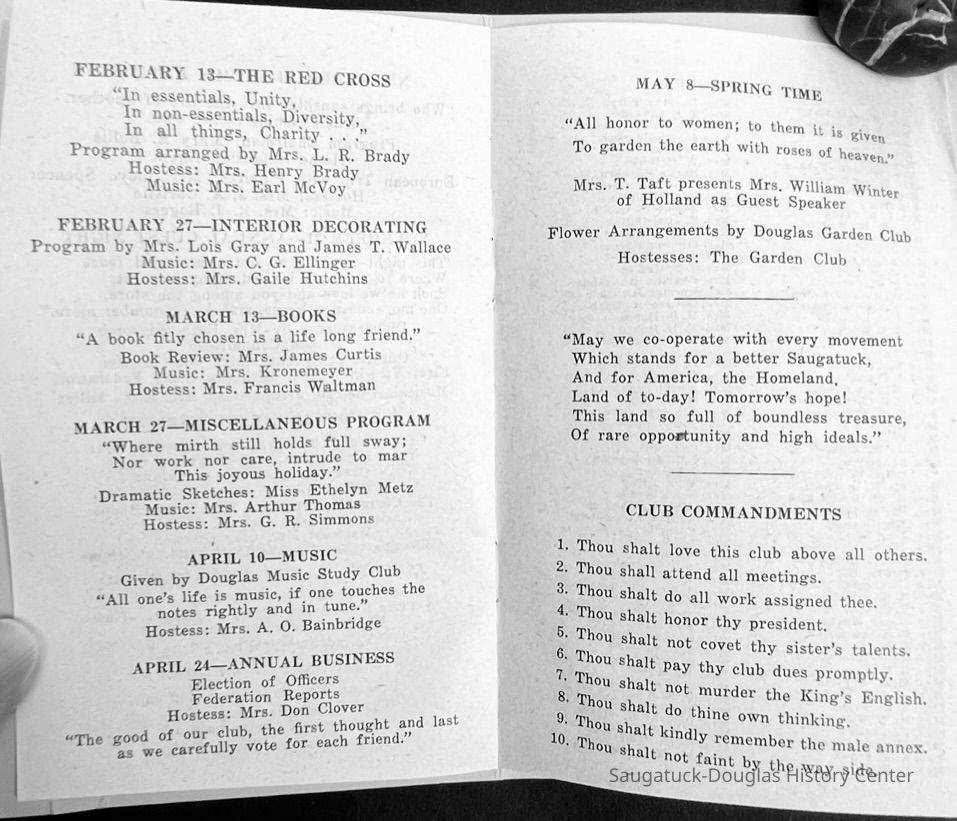 FEBRUARY 13—THE RED CROSS
"In essentials, Unity,
In non-essentials, Diversity,
In all things, Charity . . ."
Program arranged by Mrs. L. R. Brady
Hostess: Mrs. Henry Brady
Music: Mrs. Earl McVoy
FEBRUARY 27—INTERIOR DECORATING
Program by Mrs. Lois Gray and James T. Wallace
Music: Mrs. C. G. Ellinger
Hostess: Mrs. Gaile Hutchins
MARCH 13—BOOKS
"A book fitly chosen is a life long friend."
Book Review: Mrs. James Curtis
Music: Mrs. Kronemeyer
Hostess: Mrs. Francis Waltman
MARCH 27—MISCELLANEOUS PROGRAM
"Where mirth still holds full sway;
Nor work nor care, intrude to mar
This joyous holiday."
Dramatic Sketches: Miss Ethelyn Metz
Music: Mrs. Arthur Thomas
Hostess: Mrs. G. R. Simmons
APRIL 10—MUSIC
Given by Douglas Music Study Club
"All one's life is music, if one touches the
notes rightly and in tune."
Hostess: Mrs. A. O. Bainbridge
APRIL 24—ANNUAL BUSINESS
Election of Officers
Federation Reports
Hostess: Mrs. Don Clover
"The good of our club, the first thought and last
as we carefully vote for each friend."
MAY 8—SPRING TIME
"All honor to women; to them it is given
To garden the earth with roses of heaven."
Mrs. T. Taft presents Mrs. William Winter
of Holland as Guest Speaker
Flower Arrangements by Douglas Garden Club
Hostesses: The Garden Club
"May we co-operate with every movement
Which stands for a better Saugatuck,
And for America, the Homeland,
Land of to-day! Tomorrow's hope!
This land so full of boundless treasure,
Of rare opportunity and high ideals."
CLUB COMMANDMENTS
1. Thou shalt love this club above all others.
2. Thou shall attend all meetings.
3. Thou shalt do all work assigned thee.
4. Thou shalt honor thy president.
5. Thou shalt not covet thy sister's talents.
6. Thou shalt pay thy club dues promptly.
7. Thou shalt not murder the King's English.
8. Thou shalt do thine own thinking.
9. Thou shalt kindly remember the male annex.
10. Thou shalt not faint by the way side.
Saugatuck-Douglas History Center